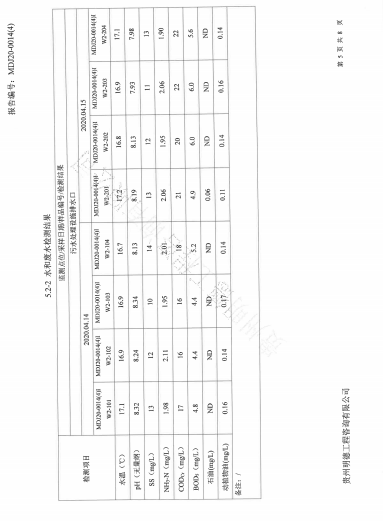 报告编号：MDJ20-0014(4)
5.2-2 水和废水检测结果
检测项目 监测点位/采样日期/样品编号/检测结果
污水处理设施排水口
2020.04.14 2020.04.15
MDJ20-0014(4)J W2-101 MDJ20-0014(4)J W2-102 MDJ20-0014(4)J W2-103 MDJ20-0014(4)J W2-104 MDJ20-0014(4)J W2-201 MDJ20-0014(4)J W2-202 MDJ20-0014(4)J W2-203 MDJ20-0014(4)J W2-204
水温（℃） 17.1 16.9 16.9 16.7 17.2 16.8 16.9 17.1
pH（无量纲） 8.32 8.24 8.34 8.13 8.19 8.13 7.93 7.98
SS（mg/L） 13 12 10 14 13 12 11 13
NH₃-N（mg/L） 1.98 2.11 1.95 2.01 2.06 1.95 2.06 1.90
COD（mg/L） 17 16 16 18 21 20 22 22
BOD₅（mg/L） 4.8 4.4 4.4 5.2 4.9 6.0 6.0 5.6
石油(mg/L) ND ND ND ND 0.06 ND ND ND
动植物油(mg/L) 0.16 0.14 0.17 0.14 0.11 0.14 0.16 0.14
备注：/
贵州明德工程咨询有限公司
第 5 页 共 8 页